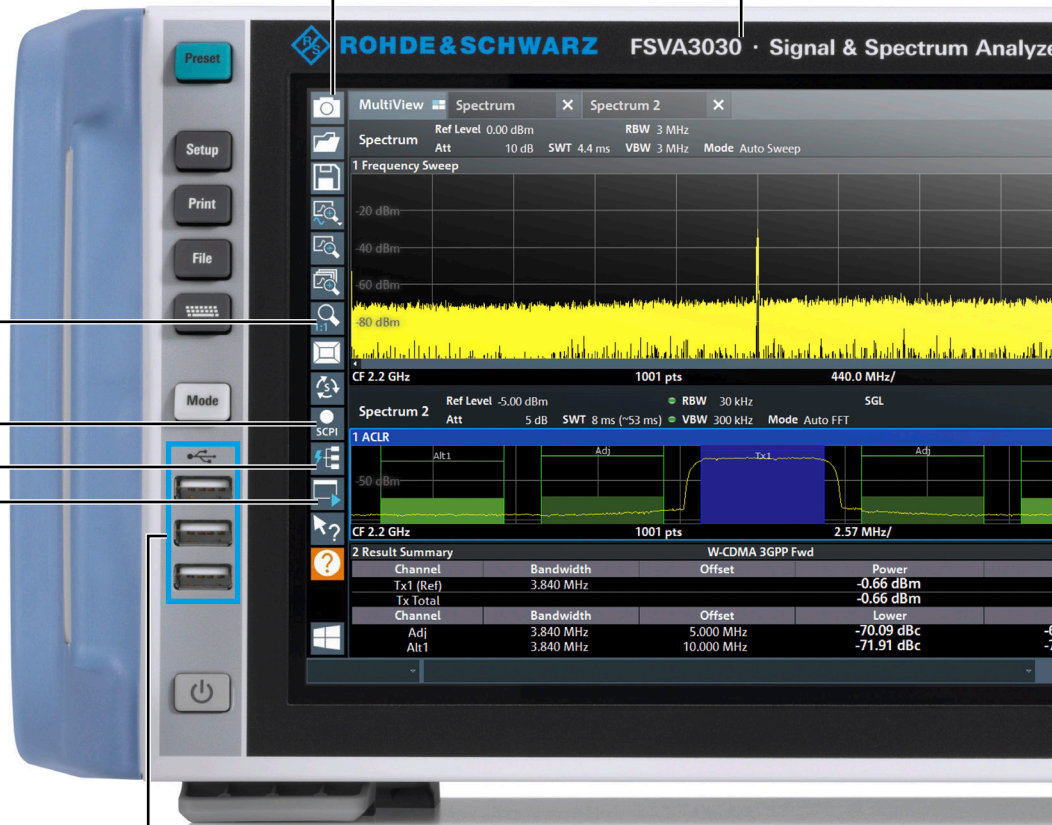 ROHDE & SCHWARZ FSVA3030 · Signal & Spectrum Analyze
Preset
Setup
Print
File
Mode
1:1
SCPI
MultiView Spectrum Spectrum 2
Spectrum Ref Level 0.00 dBm RBW 3 MHz
Att 10 dB SWT 4.4 ms VBW 3 MHz Mode Auto Sweep
1 Frequency Sweep
-20 dBm
-40 dBm
-60 dBm
-80 dBm
CF 2.2 GHz 1001 pts 440.0 MHz/
Spectrum 2 Ref Level -5.00 dBm RBW 30 kHz SGL
Att 5 dB SWT 8 ms (~53 ms) VBW 300 kHz Mode Auto FFT
1 ACLR
Alt1 Adj Tx1 Adj
-50 dBm
CF 2.2 GHz 1001 pts 2.57 MHz/
2 Result Summary W-CDMA 3GPP Fwd
Channel Bandwidth Offset Power
Tx1 (Ref) 3.840 MHz -0.66 dBm
Tx Total -0.66 dBm
Channel Bandwidth Offset Lower
Adj 3.840 MHz 5.000 MHz -70.09 dBc
Alt1 3.840 MHz 10.000 MHz -71.91 dBc